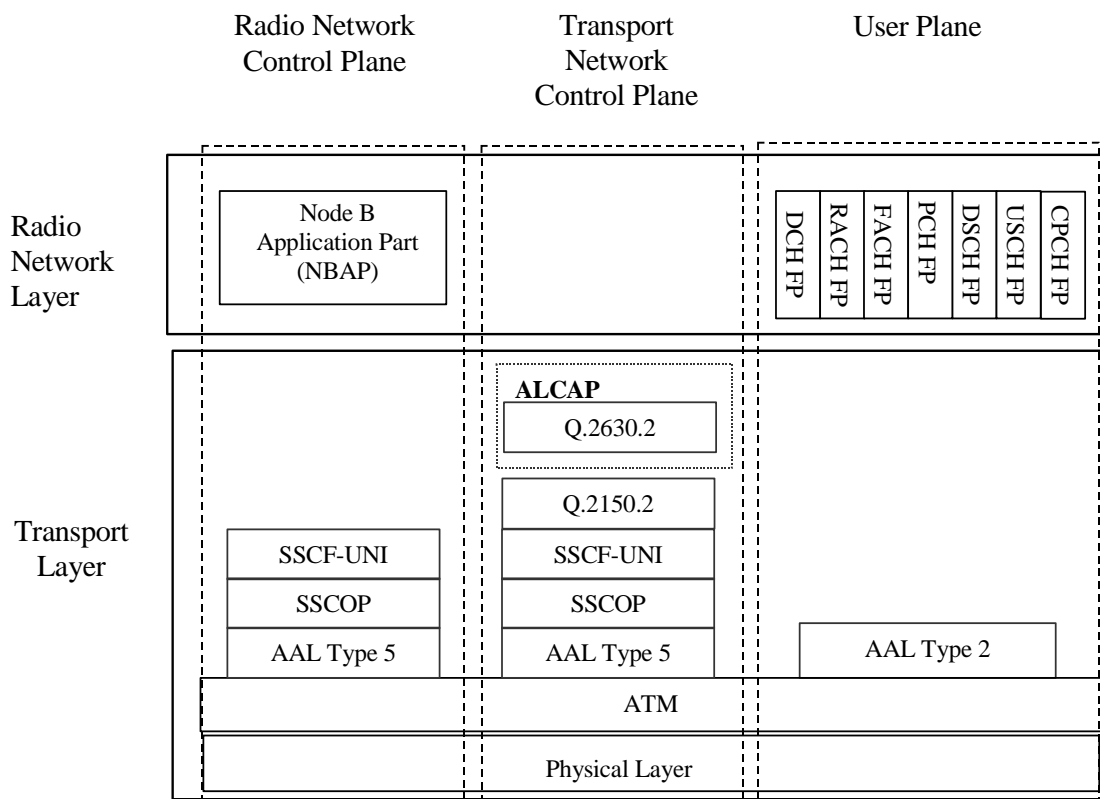 Radio Network
Control Plane
Transport
Network
Control Plane
User Plane
Radio
Network
Layer
Node B
Application Part
(NBAP)
DCH FP
RACH FP
FACH FP
PCH FP
DSCH FP
USCH FP
CPCH FP
Transport
Layer
ALCAP
Q.2630.2
Q.2150.2
SSCF-UNI
SSCF-UNI
SSCOP
SSCOP
AAL Type 5
AAL Type 5
AAL Type 2
ATM
Physical Layer